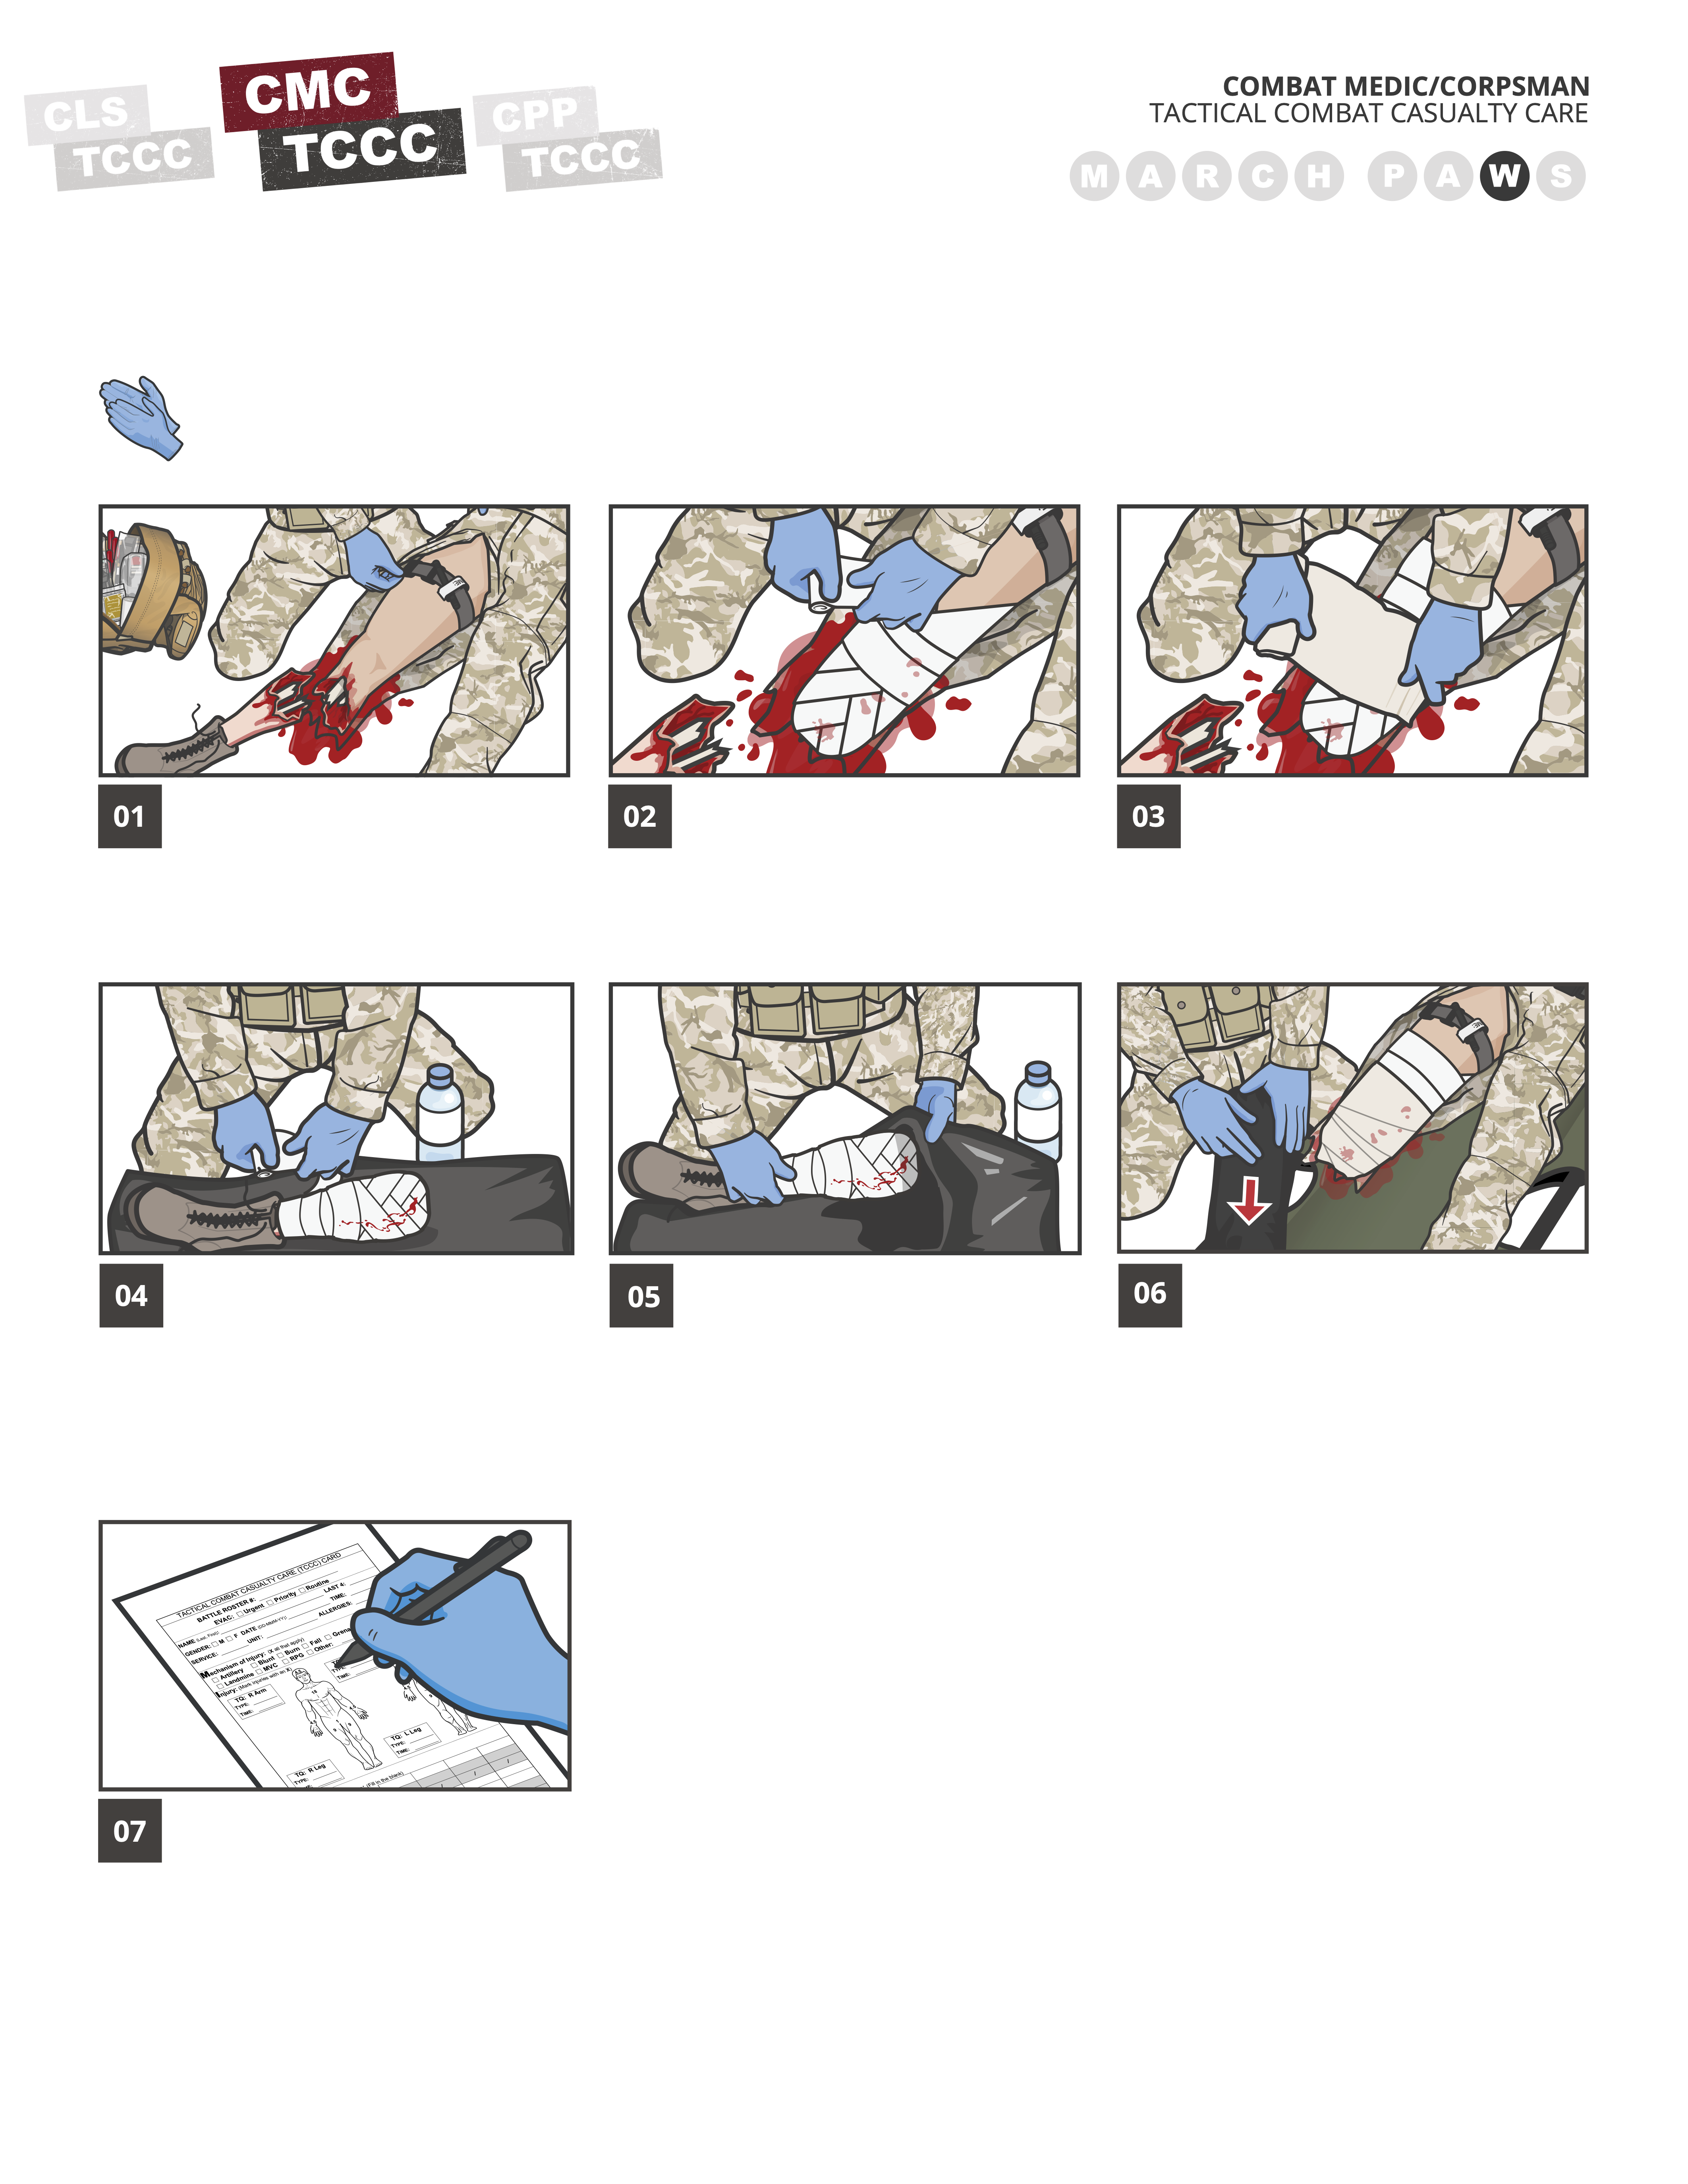 CLS
TCCC
CMC
TCCC
CPP
TCCC
COMBAT MEDIC/CORPSMAN
TACTICAL COMBAT CASUALTY CARE
M A R C H P A W S
01
02
03
04
05
06
TACTICAL COMBAT CASUALTY CARE (TCCC) CARD
BATTLE ROSTER #:
EVAC: Urgent Priority Routine
NAME (Last, First): LAST 4:
GENDER: M F DATE (DD-MMM-YY): TIME:
SERVICE: UNIT: ALLERGIES:
Mechanism of Injury: (X all that apply)
Artillery Blunt Burn Fall
Landmine MVC RPG Other:
Injury: (Mark injuries with an X)
TQ: R Arm
TYPE:
TIME:
TYPE:
TIME:
TQ: L Leg
TYPE:
TIME:
TQ: R Leg
TYPE:
(Fill in the blank)
07